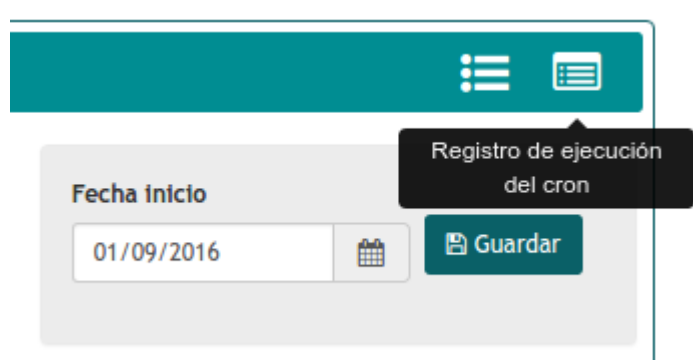 Registro de ejecución
del cron
Fecha inicio
01/09/2016
Guardar